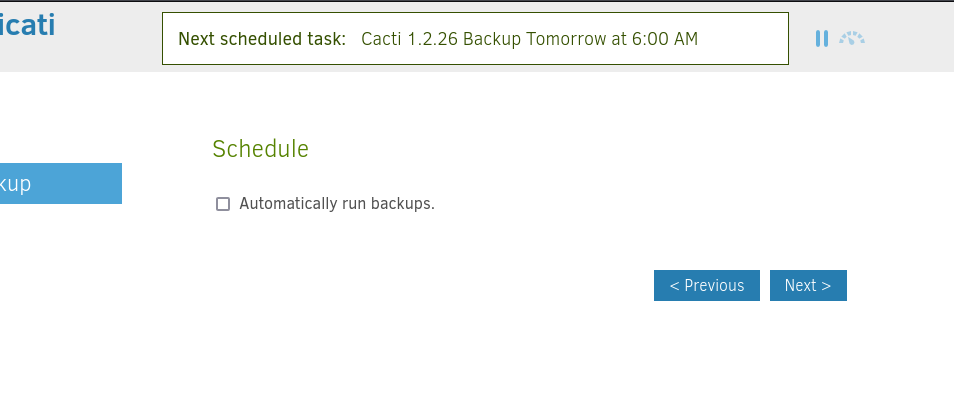 icati
Next scheduled task: Cacti 1.2.26 Backup Tomorrow at 6:00 AM
Schedule
kup
Automatically run backups.
< Previous
Next >